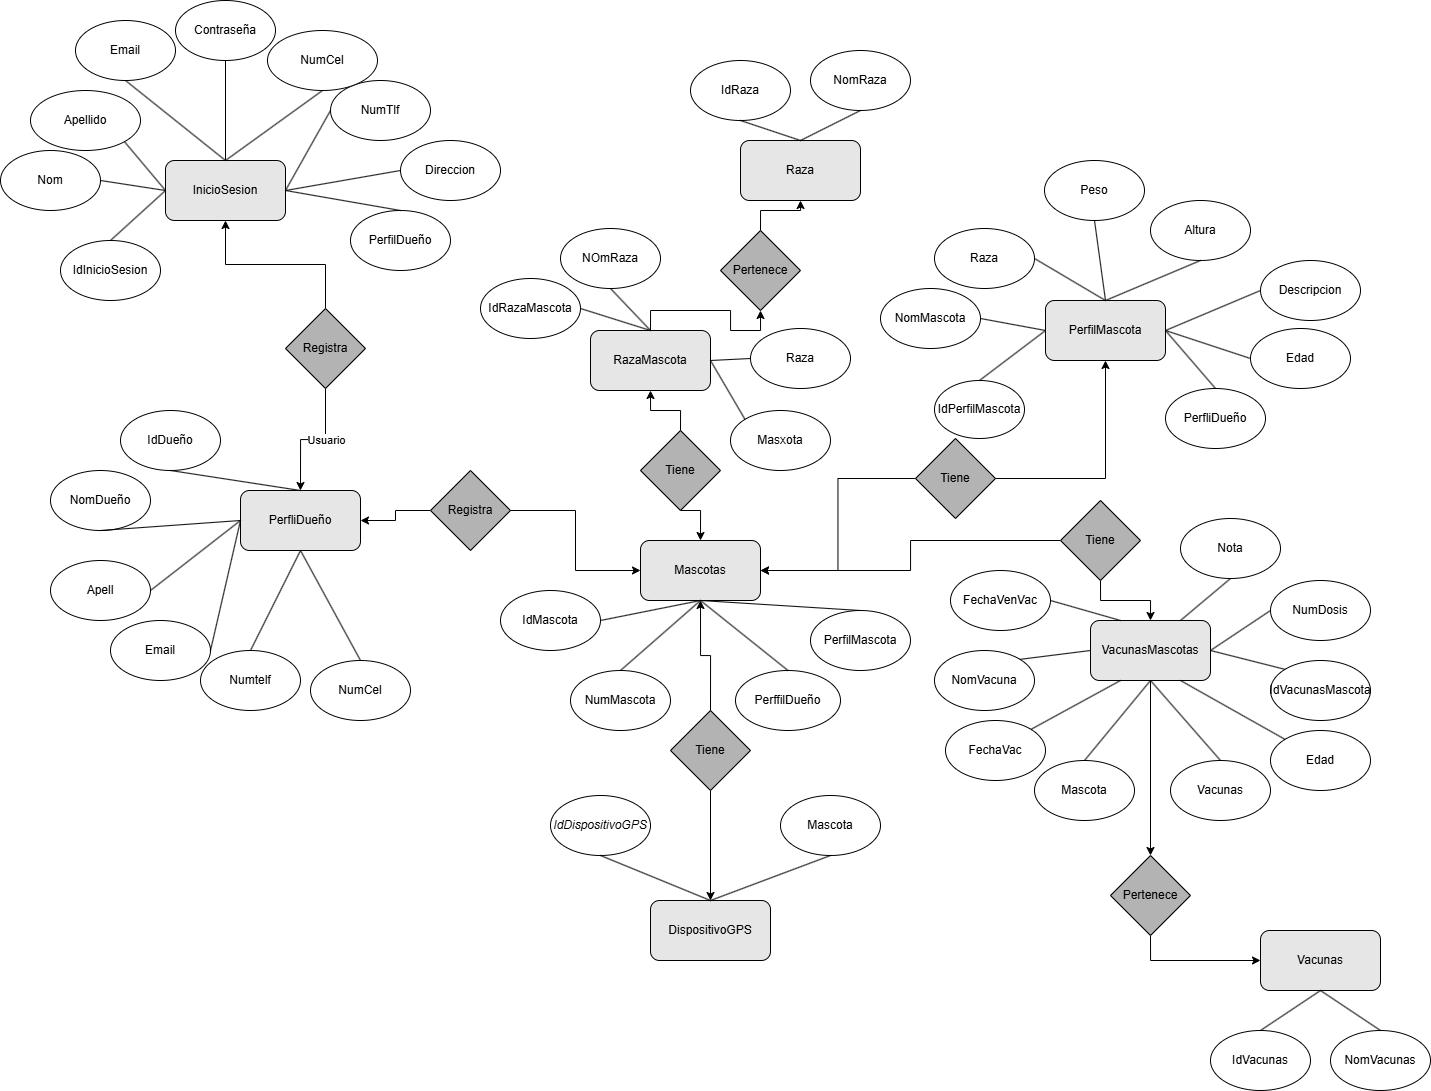 Contraseña
Email
NumCel
NumTlf
Apellido
Nom
InicioSesion
Direccion
PerfilDueño
IdInicioSesion
Registra
Usuario
IdRaza
NomRaza
Raza
Pertenece
NOmRaza
IdRazaMascota
RazaMascota
Raza
Masxota
Tiene
Peso
Altura
Raza
Descripcion
NomMascota
PerfilMascota
Edad
IdPerfilMascota
PerfliDueño
Tiene
IdDueño
NomDueño
PerfliDueño
Apell
Email
Numtelf
NumCel
Registra
Mascotas
IdMascota
PerfilMascota
NumMascota
PerffilDueño
Tiene
IdDispositivoGPS
Mascota
DispositivoGPS
Tiene
Nota
FechaVenVac
NumDosis
VacunasMascotas
NomVacuna
IdVacunasMascota
FechaVac
Edad
Mascota
Vacunas
Pertenece
Vacunas
IdVacunas
NomVacunas